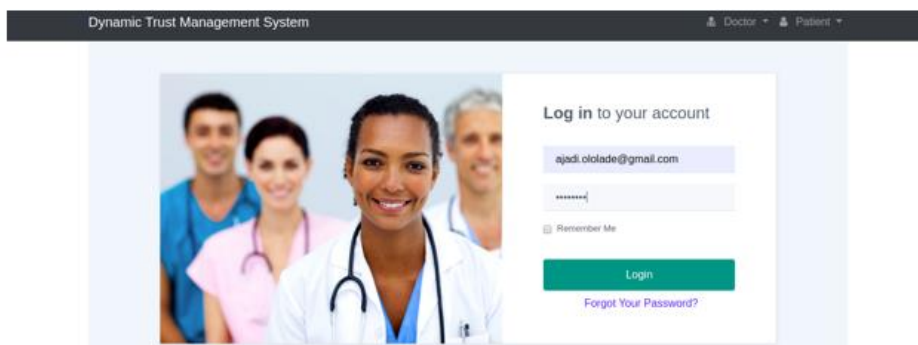 Dynamic Trust Management System
Doctor Patient
Log in to your account
ajadi.ololade@gmail.com
••••••••
Remember Me
Login
Forgot Your Password?